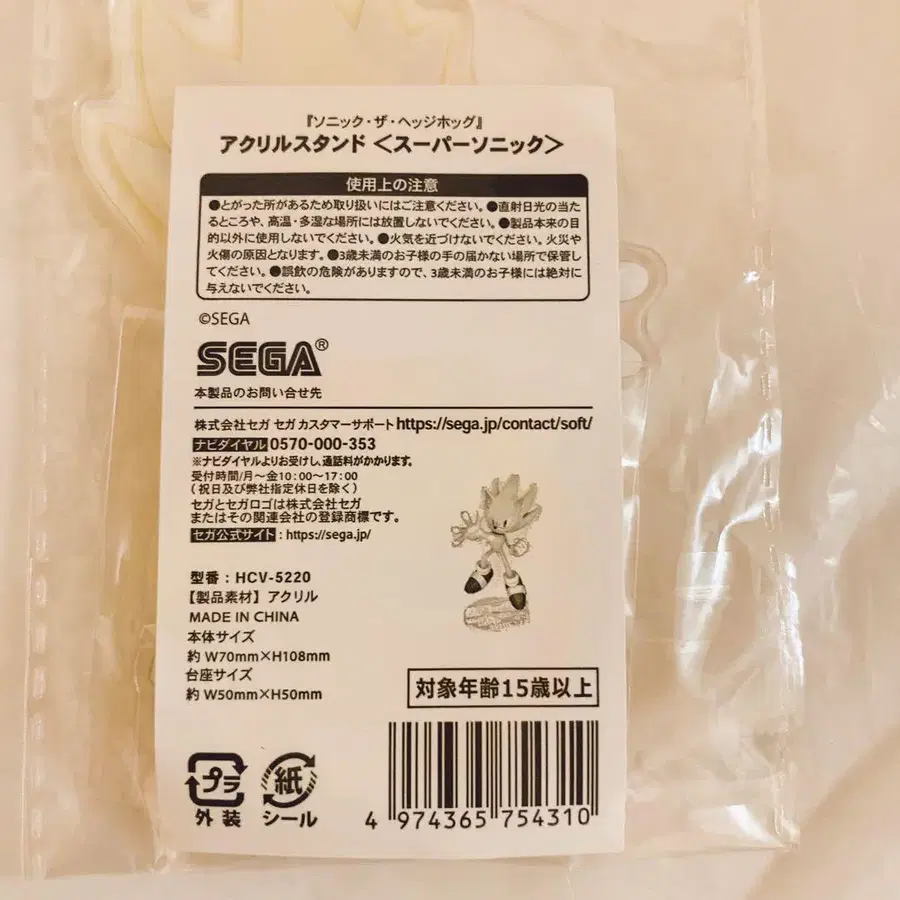 『ソニック・ザ・ヘッジホッグ』
アクリルスタンド＜スーパーソニック＞
使用上の注意
●とがった所があるため取り扱いにはご注意ください。●直射日光の当た
るところや、高温・多湿な場所には放置しないでください。●製品本来の目
的以外に使用しないでください。●火気を近づけないでください。火災や
火傷の原因となります。●3歳未満のお子様の手の届かない場所で保管し
てください。●誤飲の危険がありますので、3歳未満のお子様には絶対に
与えないでください。
©SEGA
SEGA®
本製品のお問い合せ先
株式会社セガ セガ カスタマーサポート https://sega.jp/contact/soft/
ナビダイヤル 0570-000-353
※ナビダイヤルよりお受けし、通話料がかかります。
受付時間/月～金10:00～17:00
（祝日及び弊社指定休日を除く）
セガとセガロゴは株式会社セガ
またはその関連会社の登録商標です。
セガ公式サイト：https://sega.jp/
型番：HCV-5220
【製品素材】アクリル
MADE IN CHINA
本体サイズ
約 W70mm×H108mm
台座サイズ
約 W50mm×H50mm
対象年齢15歳以上
プラ 紙
外装 シール
4 974365 754310